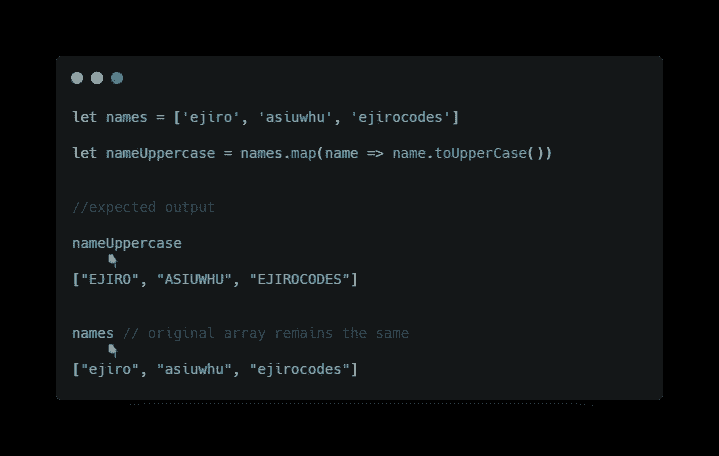 let names = ['ejiro', 'asiuwhu', 'ejirocodes']
let nameUppercase = names.map(name => name.toUpperCase())
//expected output
nameUppercase
👇
["EJIRO", "ASIUWHU", "EJIROCODES"]
names // original array remains the same
👇
["ejiro", "asiuwhu", "ejirocodes"]